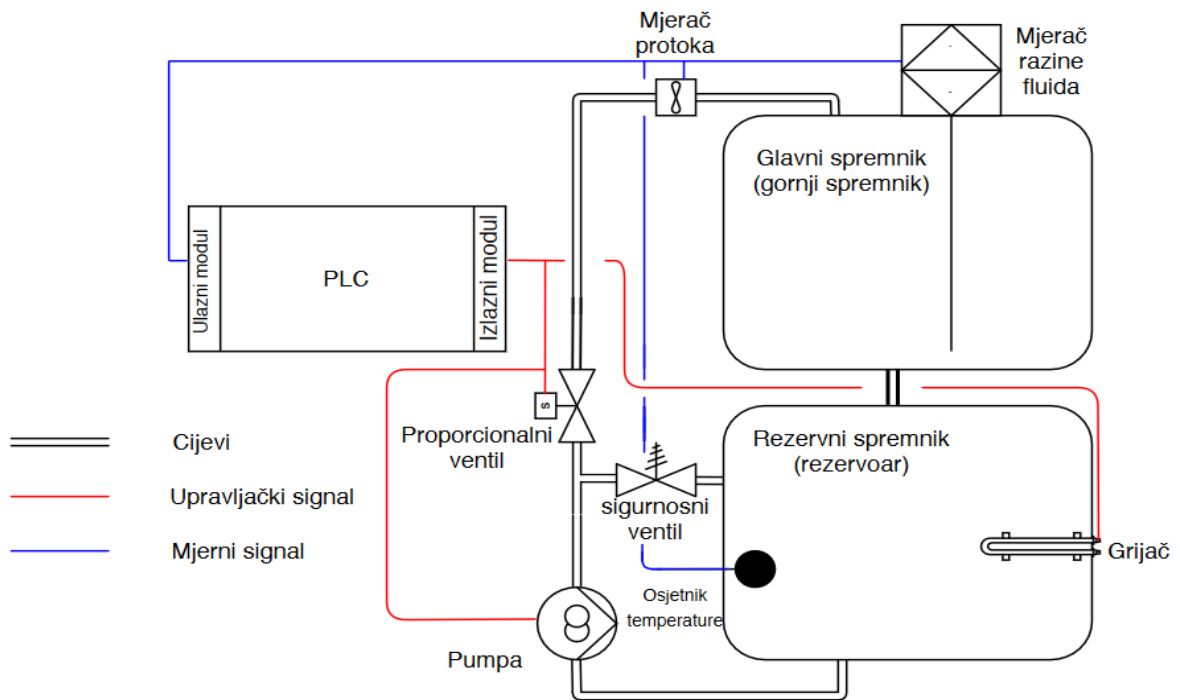 Mjerač
protoka
Mjerač
razine
fluida
Glavni spremnik
(gornji spremnik)
Ulazni modul
PLC
Izlazni modul
s
Proporcionalni
ventil
Rezervni spremnik
(rezervoar)
sigurnosni
ventil
Cijevi
Upravljački signal
Mjerni signal
Grijač
Osjetnik
temperature
Pumpa